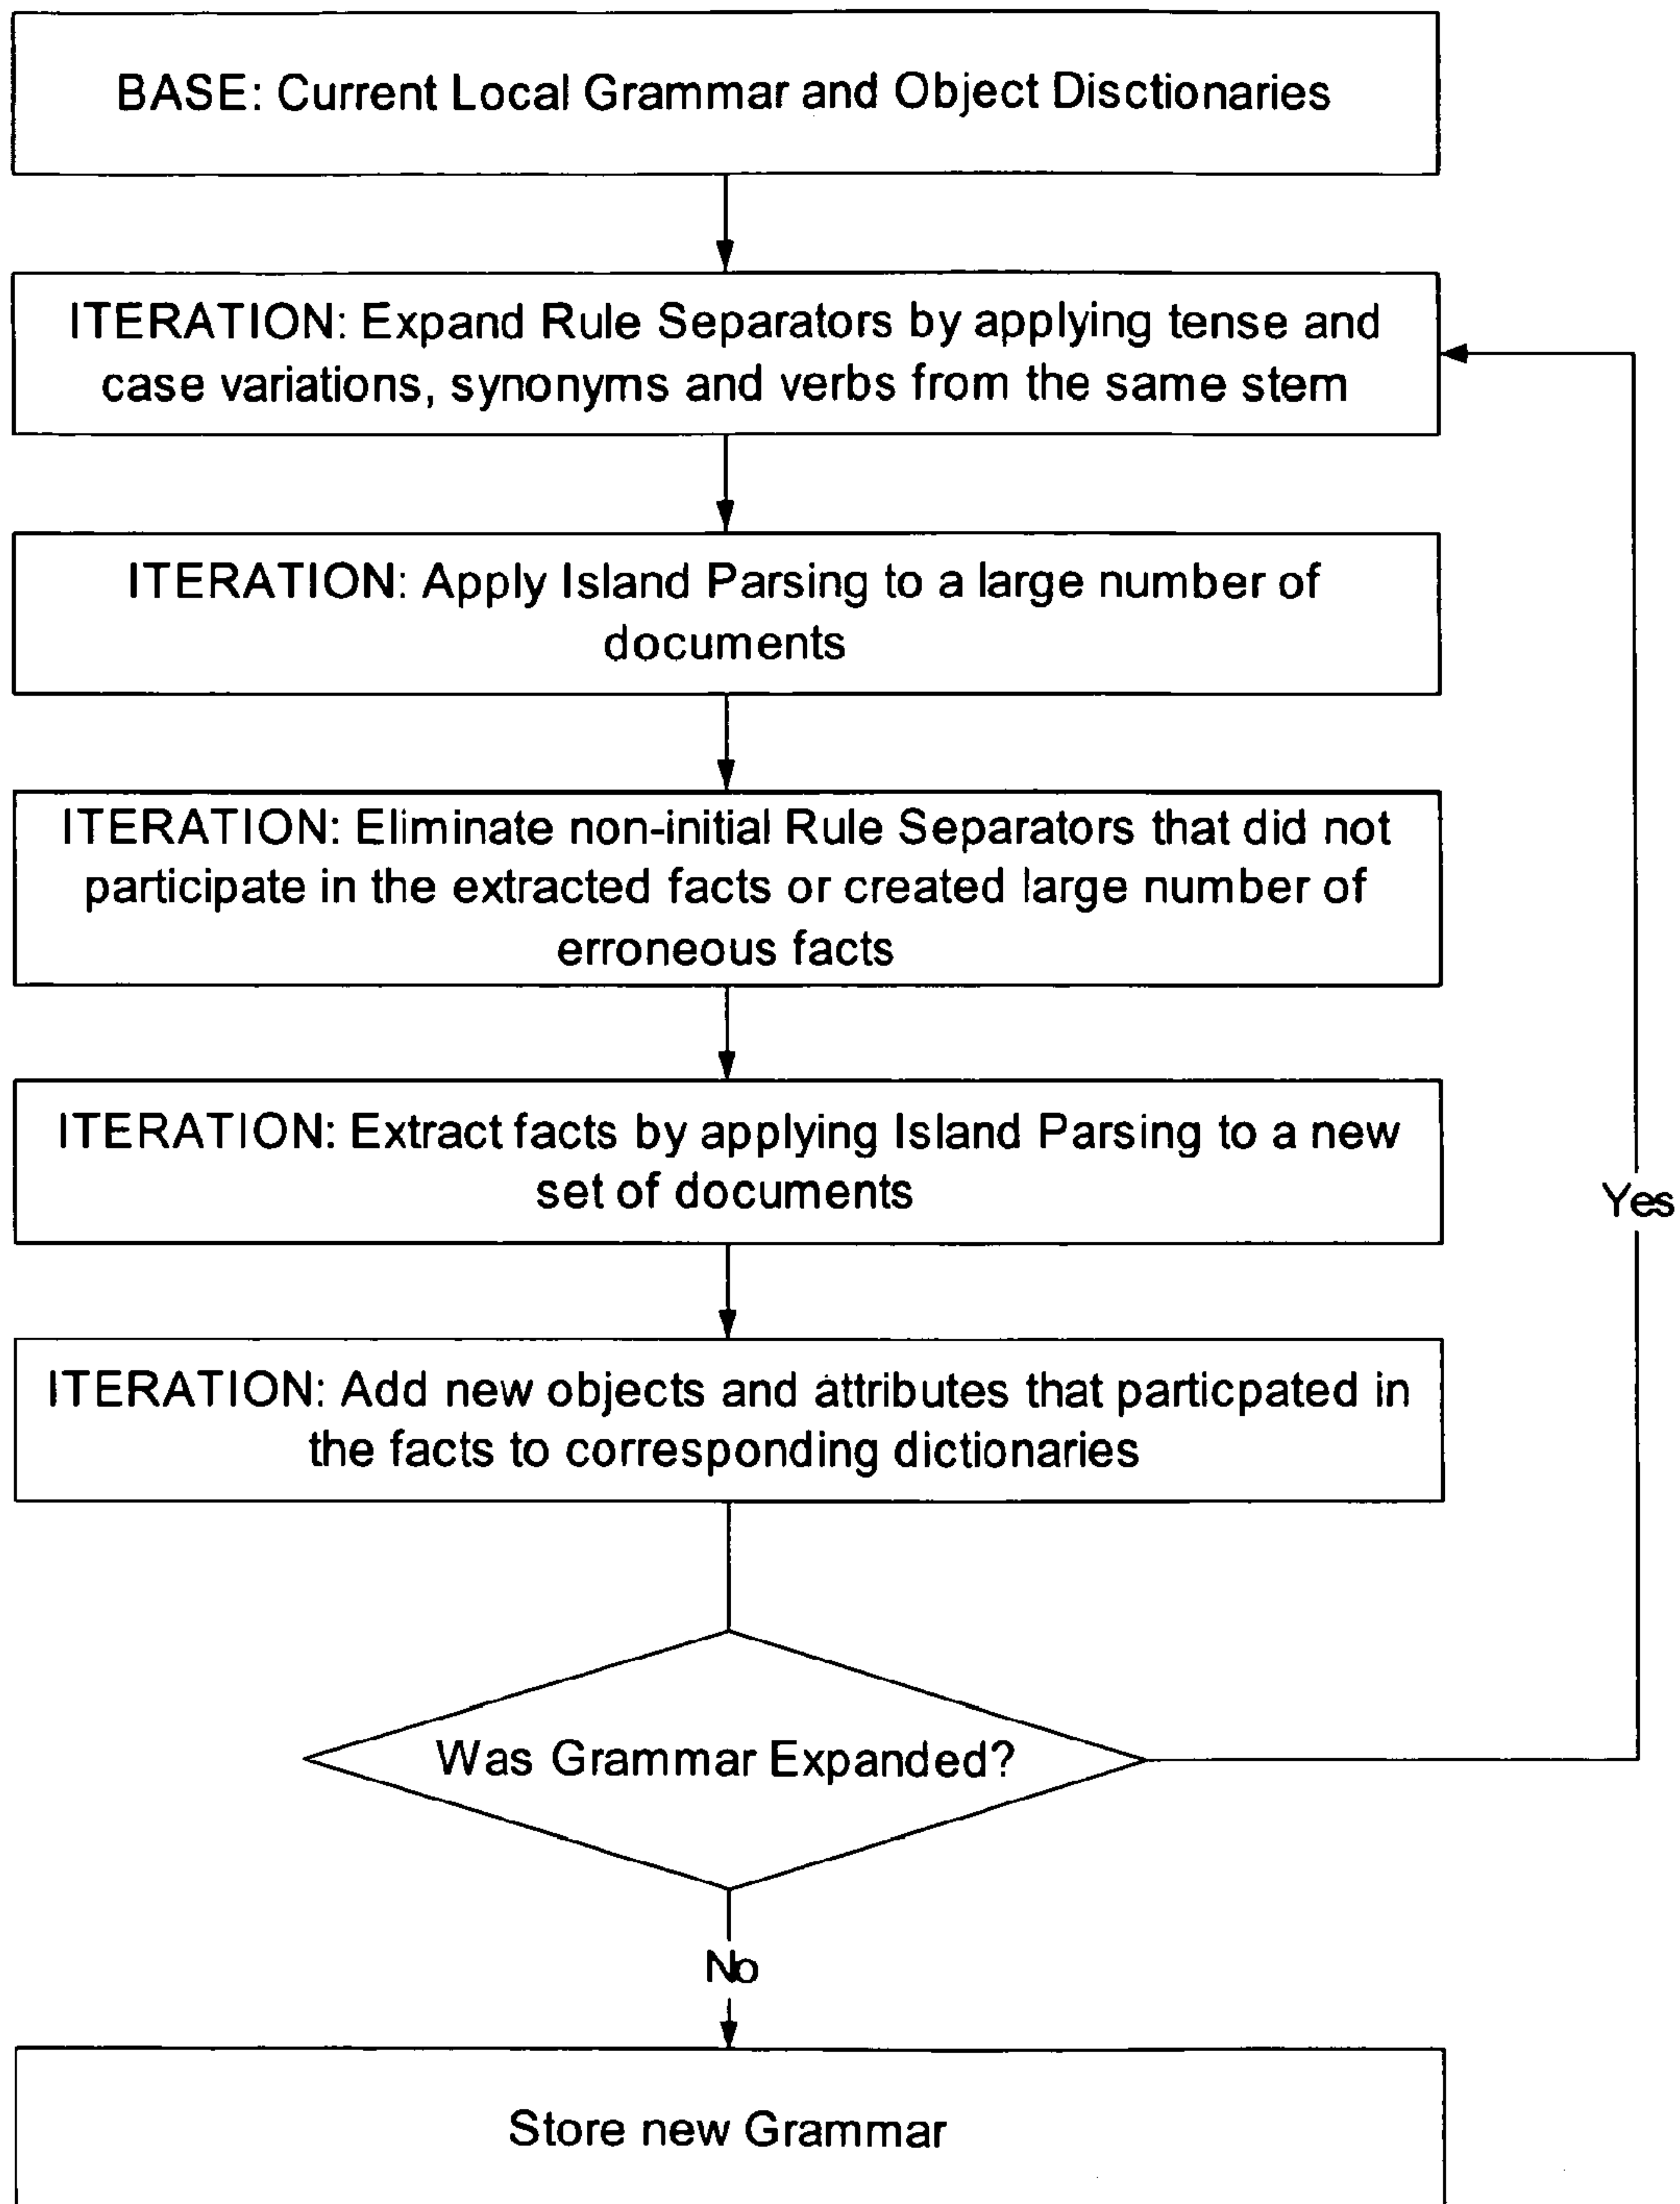 BASE: Current Local Grammar and Object Disctionaries
ITERATION: Expand Rule Separators by applying tense and
case variations, synonyms and verbs from the same stem
ITERATION: Apply Island Parsing to a large number of
documents
ITERATION: Eliminate non-initial Rule Separators that did not
participate in the extracted facts or created large number of
erroneous facts
ITERATION: Extract facts by applying Island Parsing to a new
set of documents
Yes
ITERATION: Add new objects and attributes that particpated in
the facts to corresponding dictionaries
Was Grammar Expanded?
No
Store new Grammar